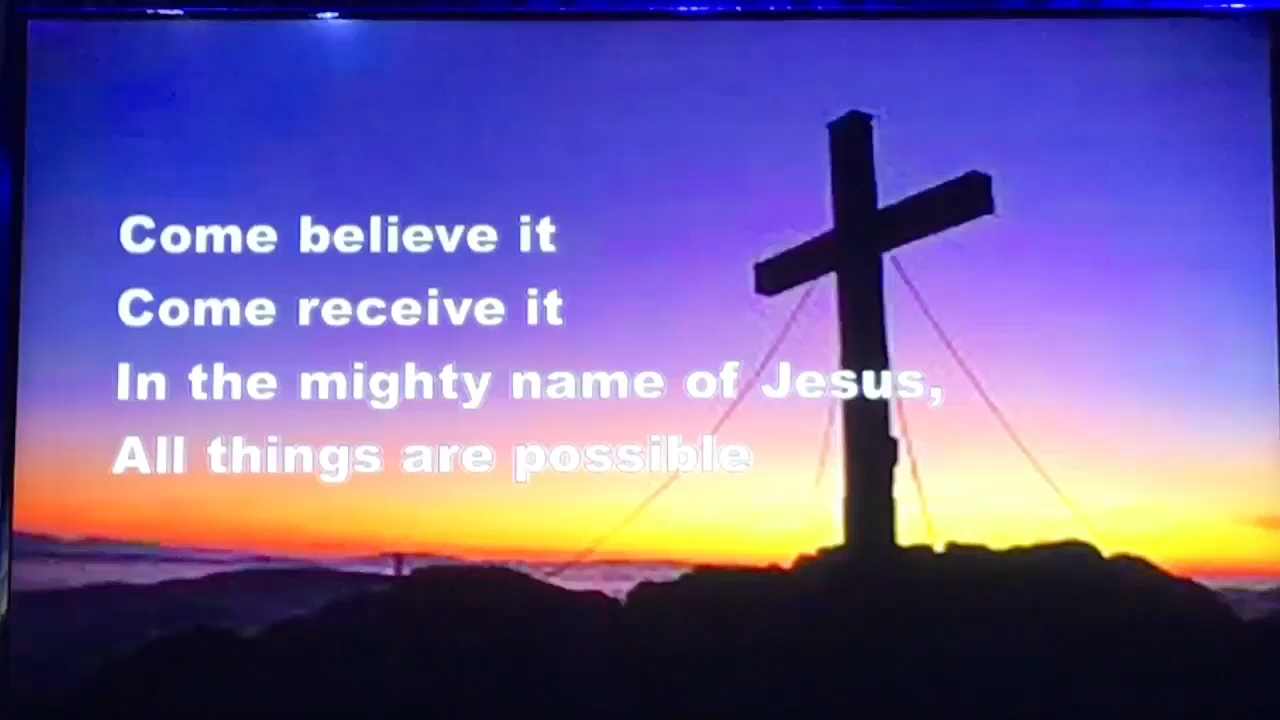 Come believe it
Come receive it
In the mighty name of Jesus,
All things are possible